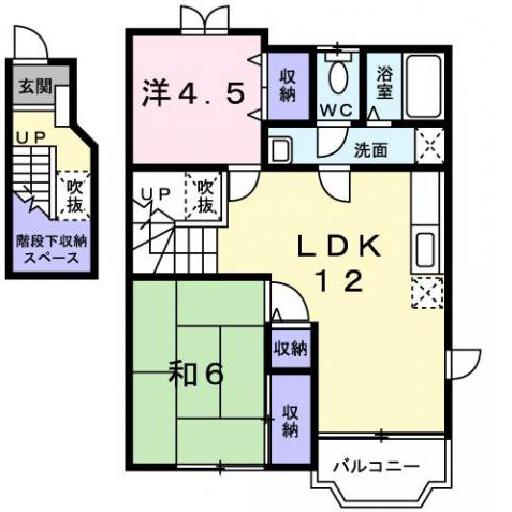 玄関
UP
吹
抜
階段下収納
スペース
洋4.5
収
納
WC
浴
室
洗面
UP
吹
抜
LDK
12
和6
収納
収
納
バルコニー